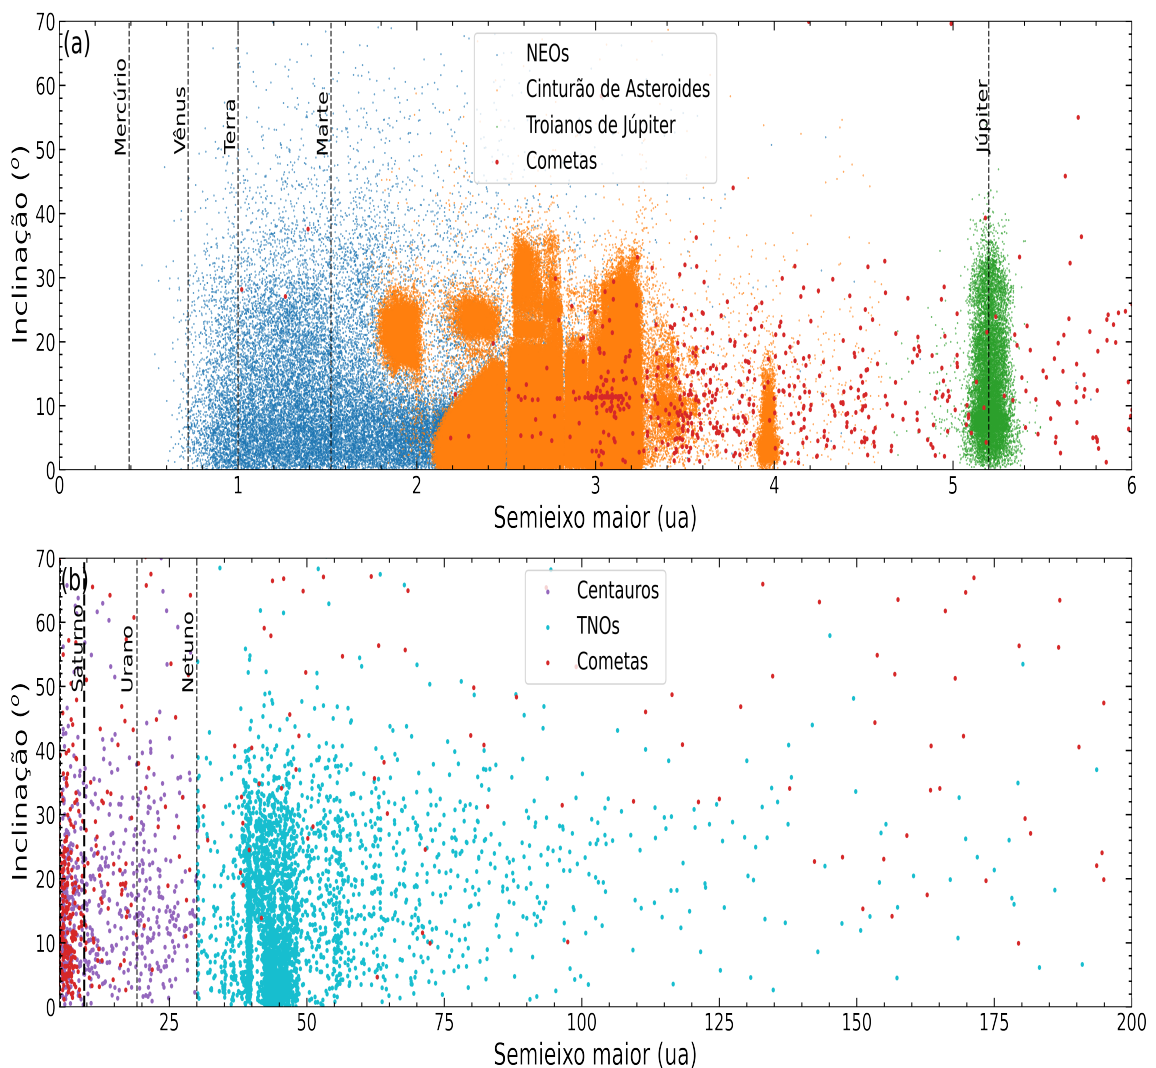 (a)
Mercúrio
Vênus
Terra
Marte
Júpiter
NEOs
Cinturão de Asteroides
Troianos de Júpiter
Cometas
Inclinação (°)
70
60
50
40
30
20
10
0
0 1 2 3 4 5 6
Semieixo maior (ua)
(b)
Saturno
Urano
Netuno
Centauros
TNOs
Cometas
Inclinação (°)
70
60
50
40
30
20
10
0
25 50 75 100 125 150 175 200
Semieixo maior (ua)